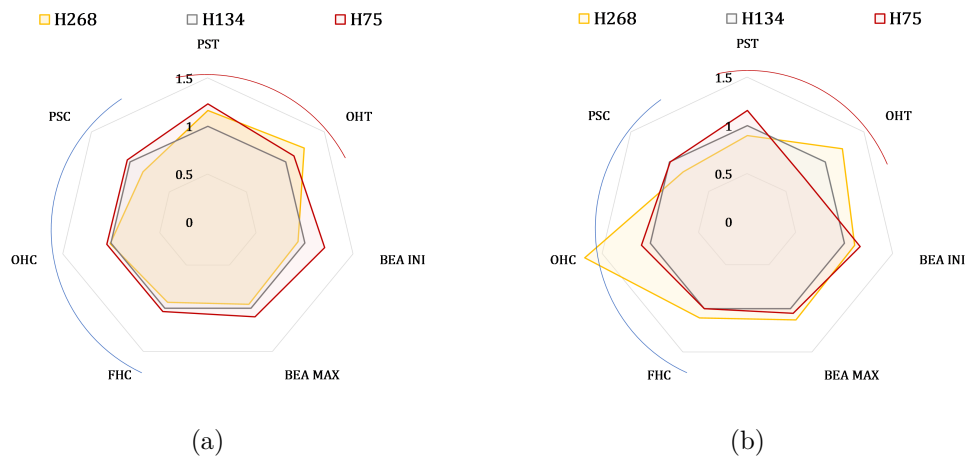 H268 H134 H75
PST
1.5
PSC OHT
1
0.5
0
OHC BEA INI
FHC BEA MAX
(a)
H268 H134 H75
PST
1.5
PSC OHT
1
0.5
0
OHC BEA INI
FHC BEA MAX
(b)